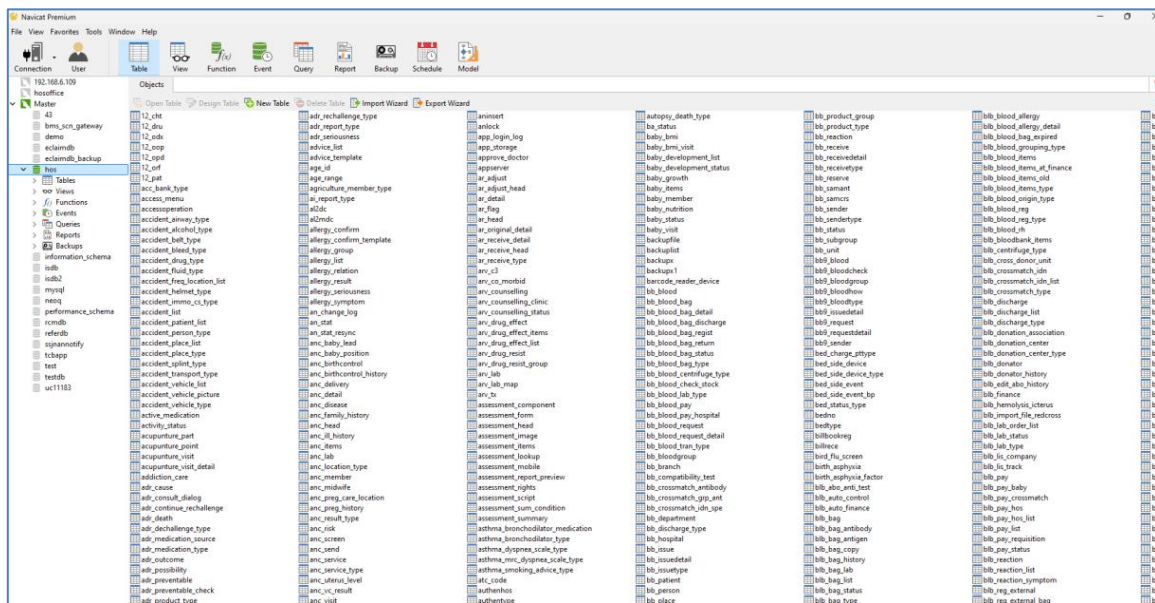 Navicat Premium
File View Favorites Tools Window Help
Connection User Table View Function Event Query Report Backup Schedule Model
192.168.6.109
hosoffice
Master
43
bms_scn_gateway
demo
eclaimdb
eclaimdb_backup
hos
Tables
Views
Functions
Events
Queries
Reports
Backups
information_schema
isdb
isdb2
mysql
neoq
performance_schema
rcmdb
referdb
ssjnannotify
tcbapp
test
testdb
uc11183
Objects
Open Table Design Table New Table Delete Table Import Wizard Export Wizard
12_cht
12_dru
12_odx
12_oop
12_opd
12_orf
12_pat
acc_bank_type
access_menu
accessoperation
accident_airway_type
accident_alcohol_type
accident_belt_type
accident_bleed_type
accident_drug_type
accident_fluid_type
accident_freq_location_list
accident_helmet_type
accident_immo_cs_type
accident_list
accident_patient_list
accident_person_type
accident_place_list
accident_place_type
accident_splint_type
accident_transport_type
accident_vehicle_list
accident_vehicle_picture
accident_vehicle_type
active_medication
activity_status
acupunture_part
acupunture_point
acupunture_visit
acupunture_visit_detail
addiction_care
adr_cause
adr_consult_dialog
adr_continue_rechallenge
adr_death
adr_dechallenge_type
adr_medication_source
adr_medication_type
adr_outcome
adr_possibility
adr_preventable
adr_preventable_check
adr_product_type
adr_rechallenge_type
adr_report_type
adr_seriousness
advice_list
advice_template
age_id
age_range
agriculture_member_type
ai_report_type
al2dc
al2mdc
allergy_confirm
allergy_confirm_template
allergy_group
allergy_list
allergy_relation
allergy_result
allergy_seriousness
allergy_symptom
an_change_log
an_stat
an_stat_resync
anc_baby_lead
anc_baby_position
anc_birthcontrol
anc_birthcontrol_history
anc_delivery
anc_detail
anc_disease
anc_family_history
anc_head
anc_ill_history
anc_items
anc_lab
anc_location_type
anc_member
anc_midwife
anc_preg_care_location
anc_preg_history
anc_result_type
anc_risk
anc_screen
anc_send
anc_service
anc_service_type
anc_uterus_level
anc_vc_result
anc_visit
aninsert
anlock
app_login_log
app_storage
approve_doctor
appserver
ar_adjust
ar_adjust_head
ar_detail
ar_flag
ar_head
ar_original_detail
ar_receive_detail
ar_receive_head
ar_receive_type
arv_c3
arv_co_morbid
arv_counselling
arv_counselling_clinic
arv_counselling_status
arv_drug_effect
arv_drug_effect_items
arv_drug_effect_list
arv_drug_resist
arv_drug_resist_group
arv_lab
arv_lab_map
arv_tx
assessment_component
assessment_form
assessment_head
assessment_image
assessment_items
assessment_lookup
assessment_mobile
assessment_report_preview
assessment_rights
assessment_script
assessment_sum_condition
assessment_summary
asthma_bronchodilator_medication
asthma_bronchodilator_type
asthma_dyspnea_scale_type
asthma_mrc_dyspnea_scale_type
asthma_smoking_advice_type
atc_code
authenhos
authentype
autopsy_death_type
ba_status
baby_bmi
baby_bmi_visit
baby_development_list
baby_development_status
baby_growth
baby_items
baby_member
baby_nutrition
baby_status
baby_visit
backupfile
backuplist
backupx
backupx1
barcode_reader_device
bb_blood
bb_blood_bag
bb_blood_bag_detail
bb_blood_bag_discharge
bb_blood_bag_regist
bb_blood_bag_return
bb_blood_bag_status
bb_blood_bag_type
bb_blood_centrifuge_type
bb_blood_check_stock
bb_blood_lab_type
bb_blood_pay
bb_blood_pay_hospital
bb_blood_request
bb_blood_request_detail
bb_blood_tran_type
bb_bloodgroup
bb_branch
bb_compatibility_test
bb_crossmatch_antibody
bb_crossmatch_grp_ant
bb_crossmatch_idn_spe
bb_department
bb_discharge_type
bb_hospital
bb_issue
bb_issuedetail
bb_issuetype
bb_patient
bb_person
bb_place
bb_product_group
bb_product_type
bb_reaction
bb_receive
bb_receivedetail
bb_receivetype
bb_reserve
bb_samant
bb_samcrs
bb_sender
bb_sendertype
bb_status
bb_subgroup
bb_unit
bb9_blood
bb9_bloodcheck
bb9_bloodgroup
bb9_bloodhow
bb9_bloodtype
bb9_issuedetail
bb9_request
bb9_requestdetail
bb9_sender
bed_charge_pttype
bed_side_device
bed_side_device_type
bed_side_event
bed_side_event_bp
bed_status_type
bedno
bedtype
billbookreg
billrece
bird_flu_screen
birth_asphyxia
birth_asphyxia_factor
blb_abo_anti_test
blb_auto_control
blb_auto_finance
blb_bag
blb_bag_antibody
blb_bag_antigen
blb_bag_copy
blb_bag_history
blb_bag_lab
blb_bag_list
blb_bag_status
blb_bag_type
blb_blood_allergy
blb_blood_allergy_detail
blb_blood_bag_expired
blb_blood_grouping_type
blb_blood_items
blb_blood_items_at_finance
blb_blood_items_old
blb_blood_items_type
blb_blood_origin_type
blb_blood_reg
blb_blood_reg_type
blb_blood_rh
blb_bloodbank_items
blb_centrifuge_type
blb_cross_donor_unit
blb_crossmatch_idn
blb_crossmatch_idn_list
blb_crossmatch_type
blb_discharge
blb_discharge_list
blb_discharge_type
blb_donation_association
blb_donation_center
blb_donation_center_type
blb_donator
blb_donator_history
blb_edit_abo_history
blb_finance
blb_hemolysis_icterus
blb_import_file_redcross
blb_lab_order_list
blb_lab_status
blb_lab_type
blb_lis_company
blb_lis_track
blb_pay
blb_pay_baby
blb_pay_crossmatch
blb_pay_hos
blb_pay_hos_list
blb_pay_list
blb_pay_requisition
blb_pay_status
blb_reaction
blb_reaction_list
blb_reaction_symptom
blb_reg_external
blb_reg_external_bag